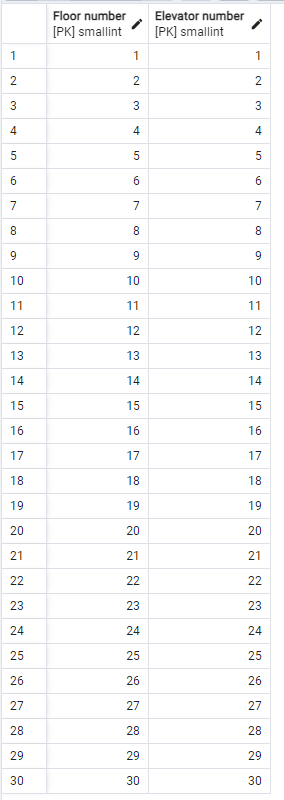 Floor number Elevator number
[PK] smallint [PK] smallint
1 1 1
2 2 2
3 3 3
4 4 4
5 5 5
6 6 6
7 7 7
8 8 8
9 9 9
10 10 10
11 11 11
12 12 12
13 13 13
14 14 14
15 15 15
16 16 16
17 17 17
18 18 18
19 19 19
20 20 20
21 21 21
22 22 22
23 23 23
24 24 24
25 25 25
26 26 26
27 27 27
28 28 28
29 29 29
30 30 30